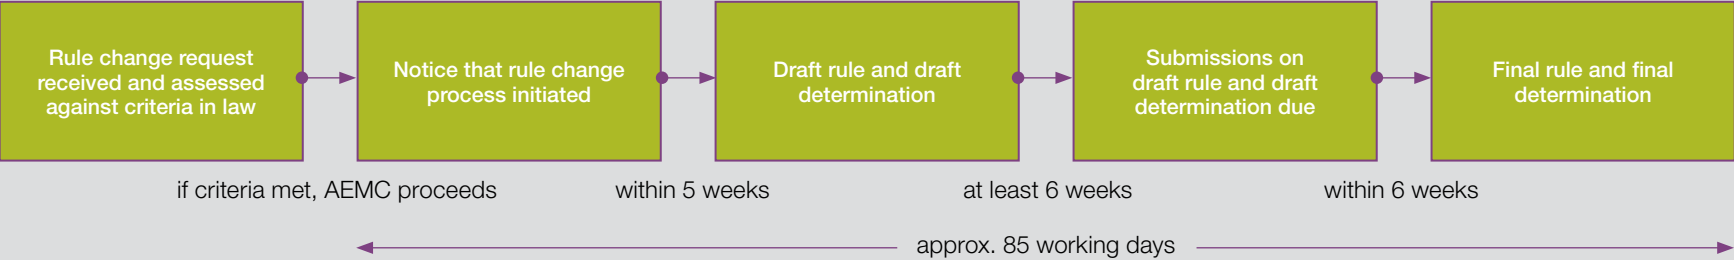 Rule change request
received and assessed
against criteria in law
Notice that rule change
process initiated
Draft rule and draft
determination
Submissions on
draft rule and draft
determination due
Final rule and final
determination
if criteria met, AEMC proceeds
within 5 weeks
at least 6 weeks
within 6 weeks
approx. 85 working days